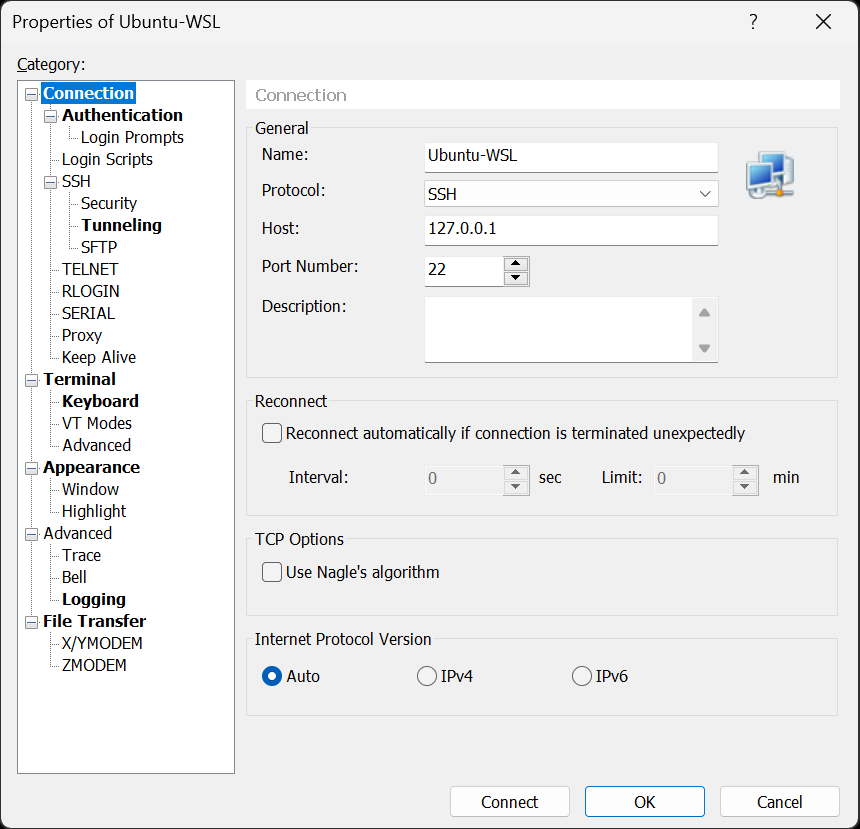 Properties of Ubuntu-WSL ?
Category:
Connection
Authentication
Login Prompts
Login Scripts
SSH
Security
Tunneling
SFTP
TELNET
RLOGIN
SERIAL
Proxy
Keep Alive
Terminal
Keyboard
VT Modes
Advanced
Appearance
Window
Highlight
Advanced
Trace
Bell
Logging
File Transfer
X/YMODEM
ZMODEM
Connection
General
Name: Ubuntu-WSL
Protocol: SSH
Host: 127.0.0.1
Port Number: 22
Description:
Reconnect
Reconnect automatically if connection is terminated unexpectedly
Interval: 0 sec Limit: 0 min
TCP Options
Use Nagle's algorithm
Internet Protocol Version
Auto IPv4 IPv6
Connect OK Cancel